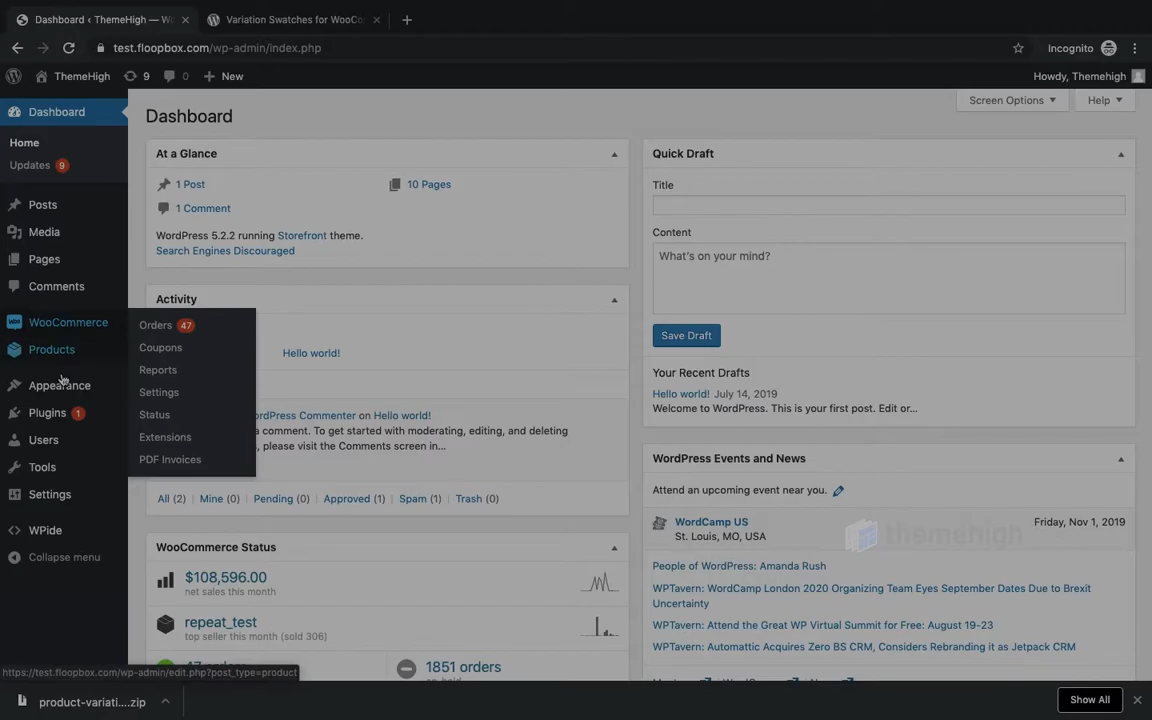 Dashboard ‹ ThemeHigh — W
Variation Swatches for WooCo
test.floopbox.com/wp-admin/index.php
Incognito
ThemeHigh
9
0
New
Howdy, Themehigh
Dashboard
Home
Updates 9
Posts
Media
Pages
Comments
WooCommerce
Products
Appearance
Plugins 1
Users
Tools
Settings
WPide
Collapse menu
Orders 47
Coupons
Reports
Settings
Status
Extensions
PDF Invoices
Dashboard
Screen Options
Help
At a Glance
1 Post
10 Pages
1 Comment
WordPress 5.2.2 running Storefront theme.
Search Engines Discouraged
Activity
Hello world!
ordPress Commenter on Hello world!
a comment. To get started with moderating, editing, and deleting
, please visit the Comments screen in…
All (2) | Mine (0) | Pending (0) | Approved (1) | Spam (1) | Trash (0)
WooCommerce Status
$108,596.00
net sales this month
repeat_test
top seller this month (sold 306)
47 orders
1851 orders
Quick Draft
Title
Content
What's on your mind?
Save Draft
Your Recent Drafts
Hello world! July 14, 2019
Welcome to WordPress. This is your first post. Edit or…
WordPress Events and News
Attend an upcoming event near you.
WordCamp US
Friday, Nov 1, 2019
St. Louis, MO, USA
themehigh
People of WordPress: Amanda Rush
WPTavern: WordCamp London 2020 Organizing Team Eyes September Dates Due to Brexit
Uncertainty
WPTavern: Attend the Great WP Virtual Summit for Free: August 19-23
WPTavern: Automattic Acquires Zero BS CRM, Considers Rebranding it as Jetpack CRM
https://test.floopbox.com/wp-admin/edit.php?post_type=product
product-variati....zip
Show All